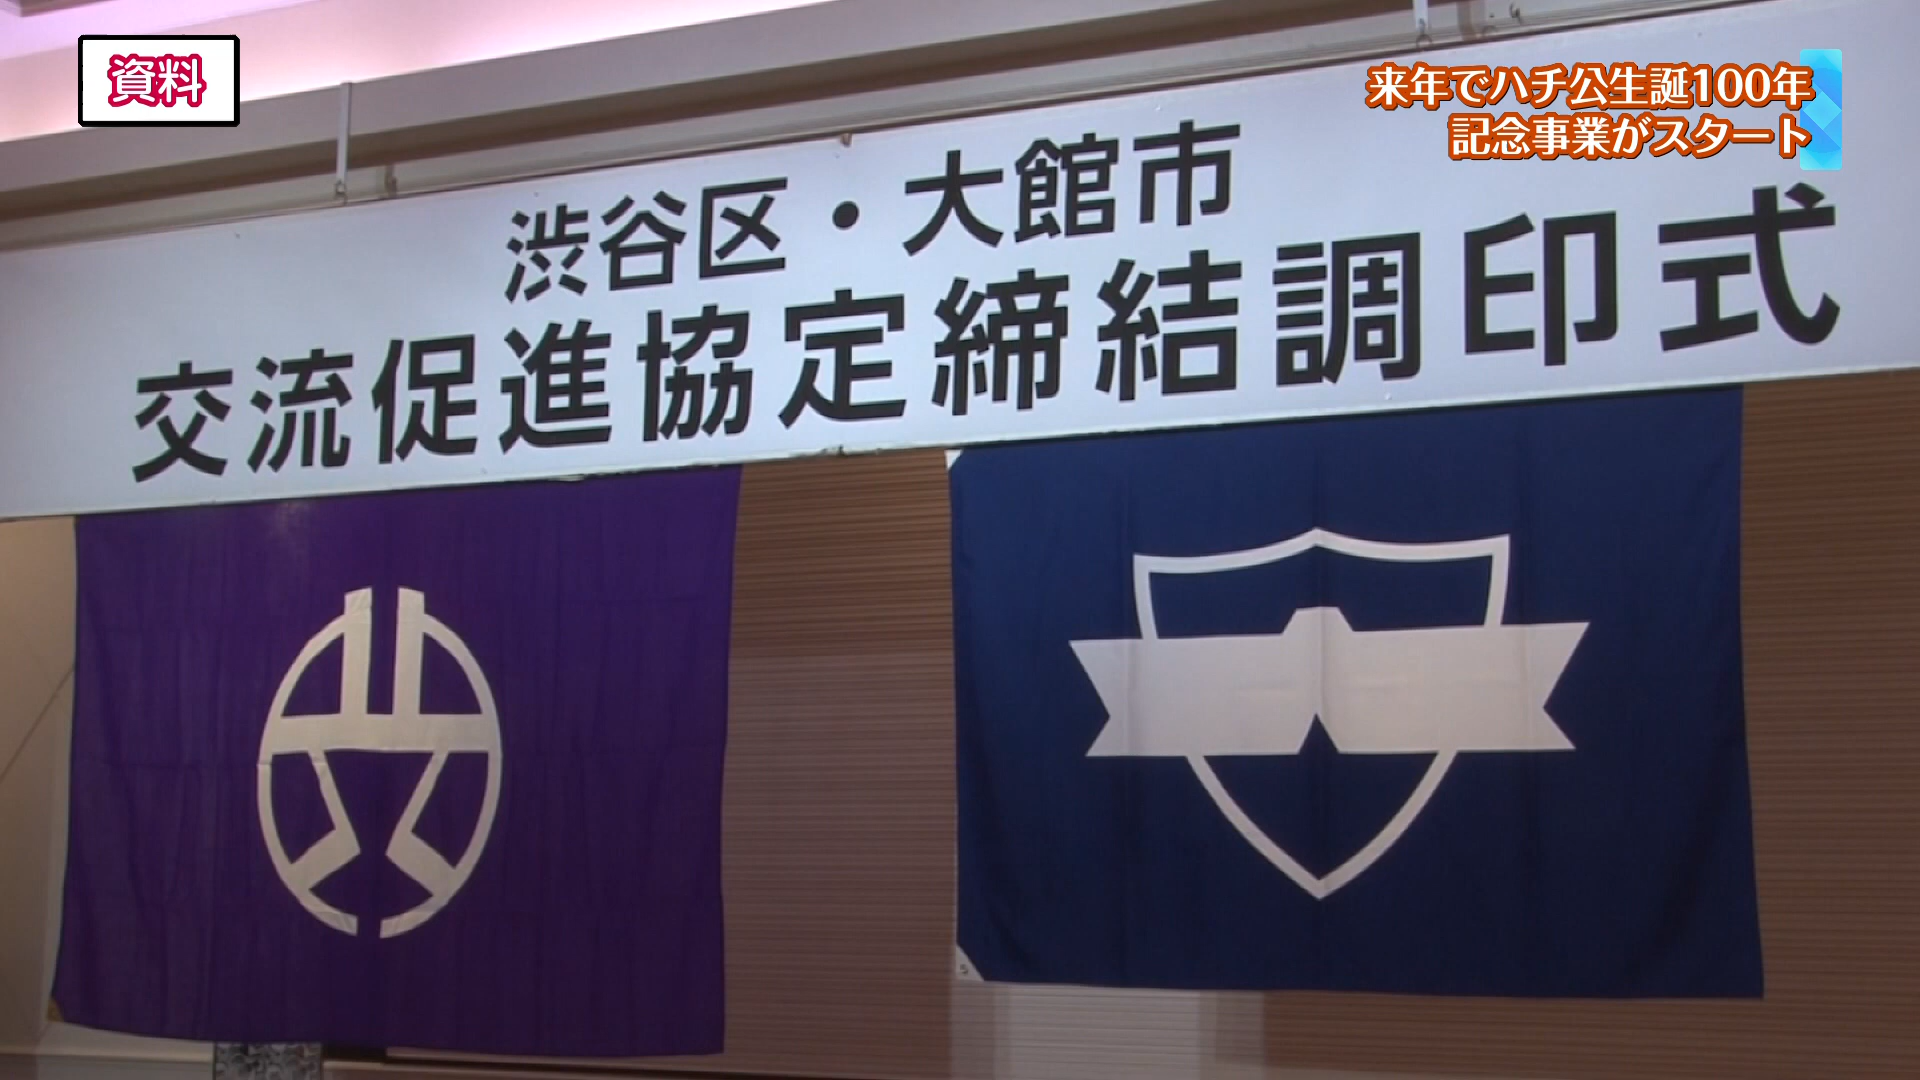 資料
来年でハチ公生誕100年
記念事業がスタート
渋谷区・大館市
交流促進協定締結調印式